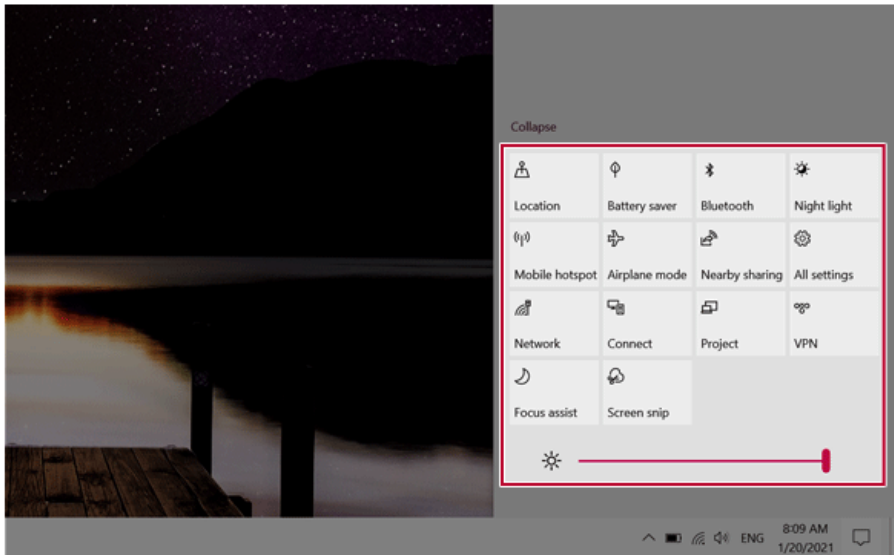 Collapse
Location Battery saver Bluetooth Night light
Mobile hotspot Airplane mode Nearby sharing All settings
Network Connect Project VPN
Focus assist Screen snip
ENG 8:09 AM
1/20/2021